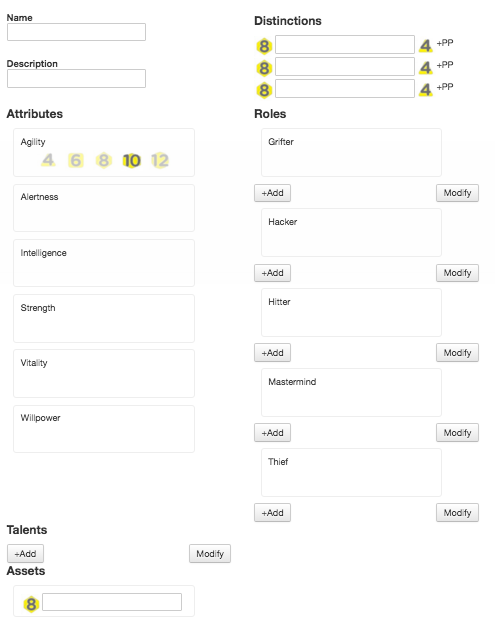 Name
Description
Attributes
Agility
4 6 8 10 12
Alertness
Intelligence
Strength
Vitality
Willpower
Talents
+Add Modify
Assets
8
Distinctions
8 4 +PP
8 4 +PP
8 4 +PP
Roles
Grifter
+Add Modify
Hacker
+Add Modify
Hitter
+Add Modify
Mastermind
+Add Modify
Thief
+Add Modify